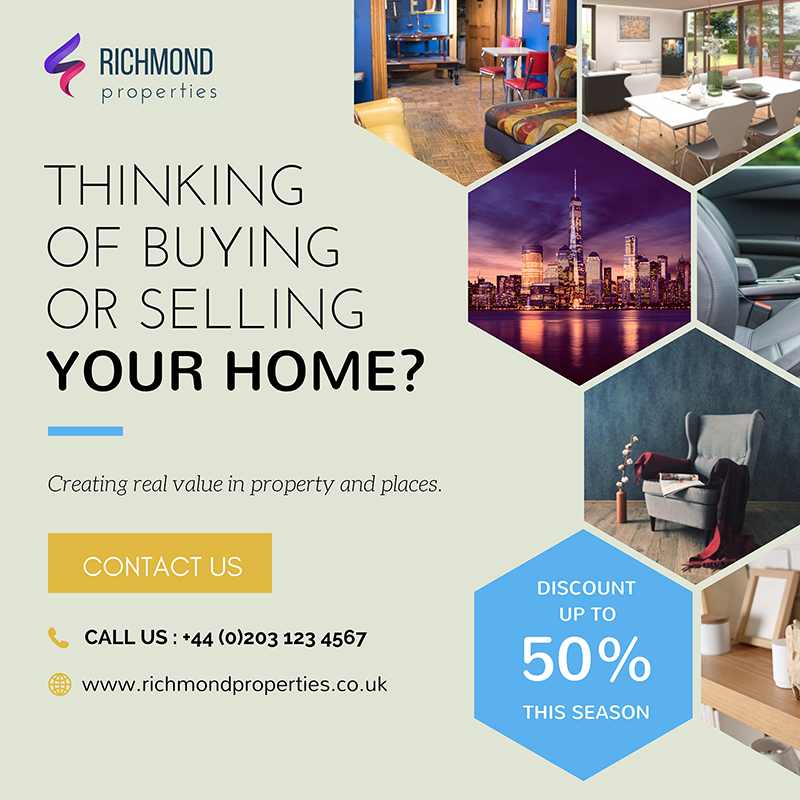 RICHMOND
properties
THINKING
OF BUYING
OR SELLING
YOUR HOME?
Creating real value in property and places.
CONTACT US
CALL US : +44 (0)203 123 4567
www.richmondproperties.co.uk
DISCOUNT
UP TO
50%
THIS SEASON